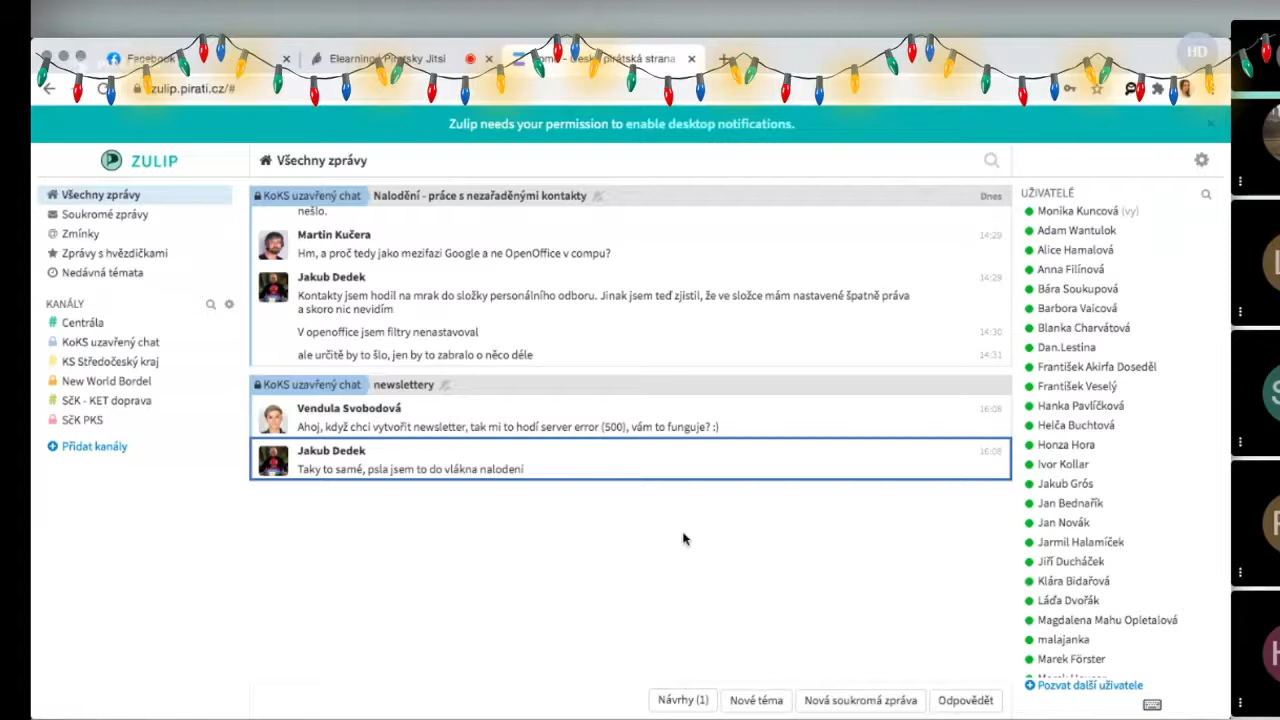 Facebook
Elearning Pirátský Jitsi
pirátská strana
HD
zulip.pirati.cz/#
Zulip needs your permission to enable desktop notifications.
ZULIP
Všechny zprávy
Všechny zprávy
Soukromé zprávy
Zmínky
Zprávy s hvězdičkami
Nedávná témata
KANÁLY
Centrála
KoKS uzavřený chat
KS Středočeský kraj
New World Bordel
SčK - KET doprava
SčK PKS
Přidat kanály
KoKS uzavřený chat Nalodění - práce s nezařaděnými kontakty Dnes
nešlo.
Martin Kučera 14:29
Hm, a proč tedy jako mezifazi Google a ne OpenOffice v compu?
Jakub Dedek 14:29
Kontakty jsem hodil na mrak do složky personálního odboru. Jinak jsem teď zjistil, že ve složce mám nastavené špatně práva
a skoro nic nevidím
V openoffice jsem filtry nenastavoval 14:30
ale určitě by to šlo, jen by to zabralo o něco déle 14:31
KoKS uzavřený chat newslettery
Vendula Svobodová 16:08
Ahoj, když chci vytvořit newsletter, tak mi to hodí server error (500), vám to funguje? :)
Jakub Dedek 16:08
Taky to samé, psla jsem to do vlákna nalodení
Návrhy (1)
Nové téma
Nová soukromá zpráva
Odpovědět
UŽIVATELÉ
Monika Kuncová (vy)
Adam Wantulok
Alice Hamalová
Anna Filínová
Bára Soukupová
Barbora Vaicová
Blanka Charvátová
Dan.Lestina
František Akirfa Doseděl
František Veselý
Hanka Pavlíčková
Helča Buchtová
Honza Hora
Ivor Kollar
Jakub Grós
Jan Bednařík
Jan Novák
Jarmil Halamíček
Jiří Ducháček
Klára Bidařová
Láďa Dvořák
Magdalena Mahu Opletalová
malajanka
Marek Förster
Pozvat další uživatele